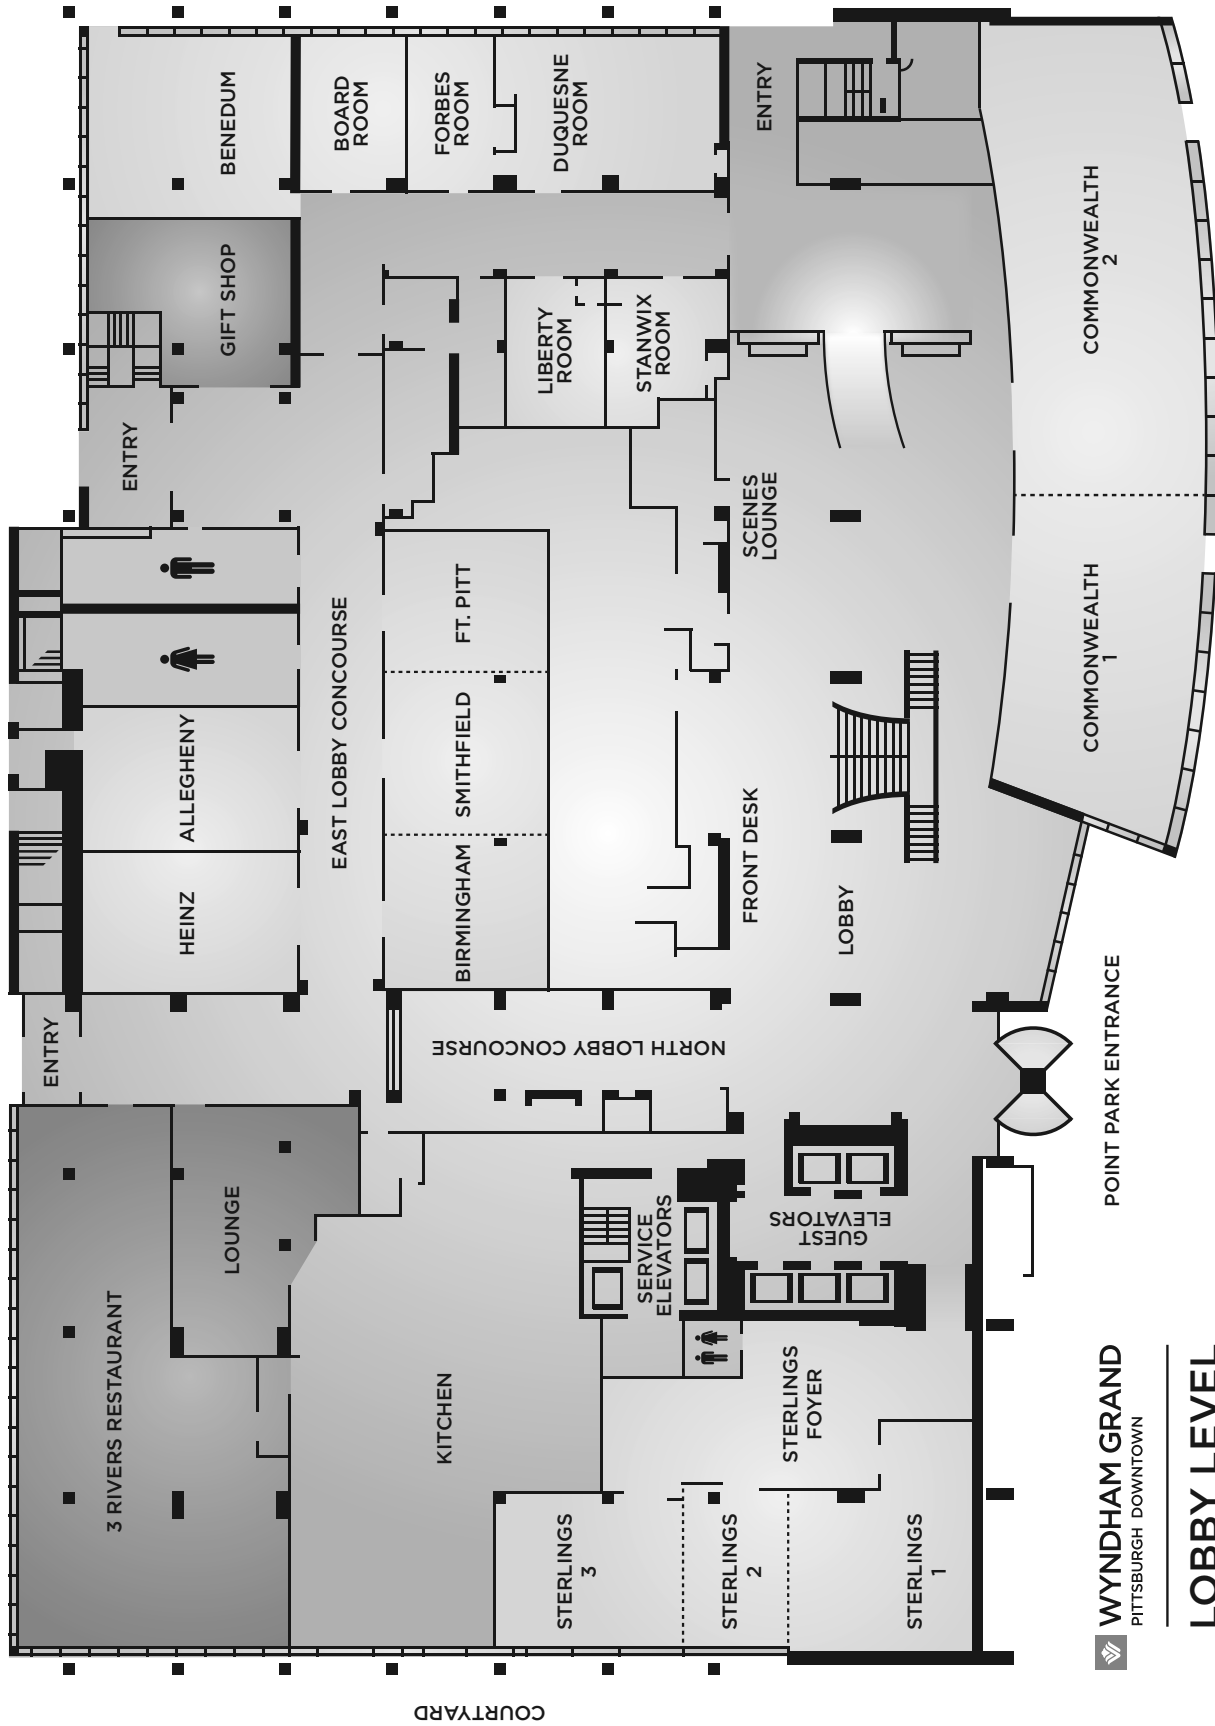 COURTYARD
3 RIVERS RESTAURANT
LOUNGE
ENTRY
HEINZ
ALLEGHENY
ENTRY
GIFT SHOP
BENEDUM
EAST LOBBY CONCOURSE
BOARD
ROOM
KITCHEN
NORTH LOBBY CONCOURSE
BIRMINGHAM
SMITHFIELD
FT. PITT
FORBES
ROOM
LIBERTY
ROOM
DUQUESNE
ROOM
STERLINGS
3
SERVICE
ELEVATORS
STANWIX
ROOM
STERLINGS
2
STERLINGS
FOYER
GUEST
ELEVATORS
FRONT DESK
SCENES
LOUNGE
ENTRY
LOBBY
STERLINGS
1
POINT PARK ENTRANCE
COMMONWEALTH
1
COMMONWEALTH
2
WYNDHAM GRAND
PITTSBURGH DOWNTOWN
LOBBY LEVEL